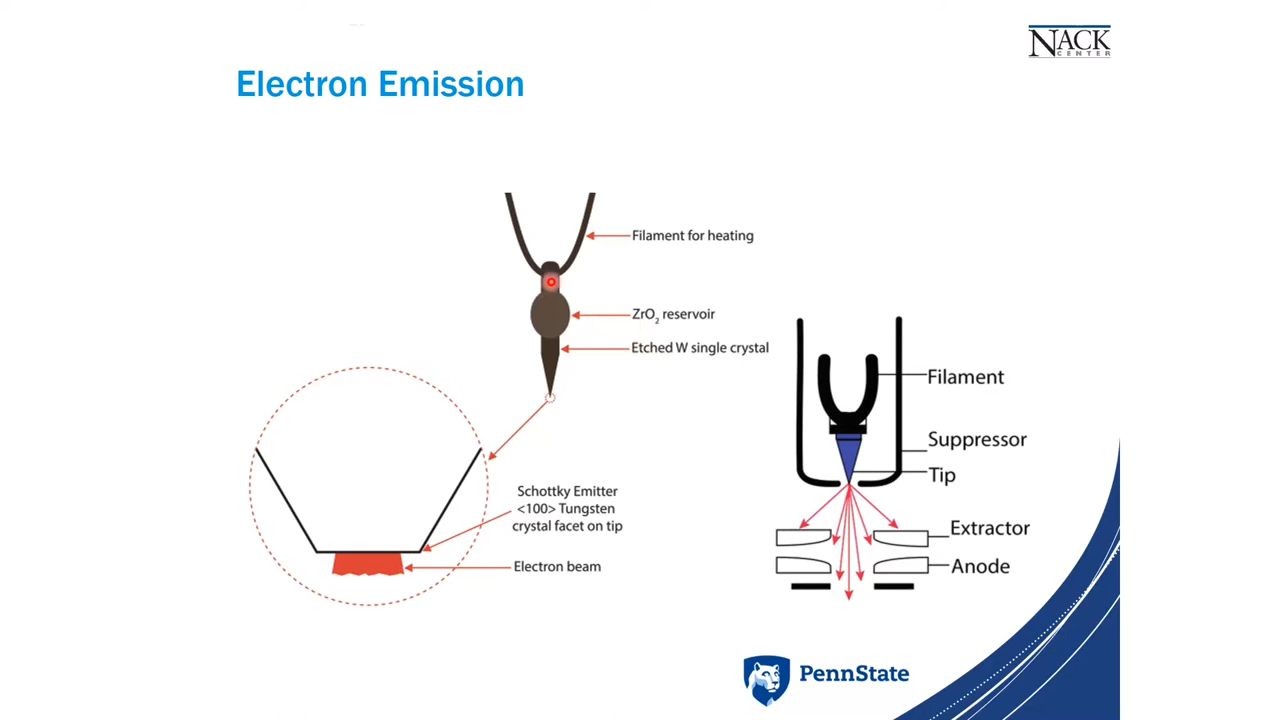 NACK
CENTER
Electron Emission
Filament for heating
ZrO₂ reservoir
Etched W single crystal
Schottky Emitter
<100> Tungsten
crystal facet on tip
Electron beam
Filament
Suppressor
Tip
Extractor
Anode
PennState